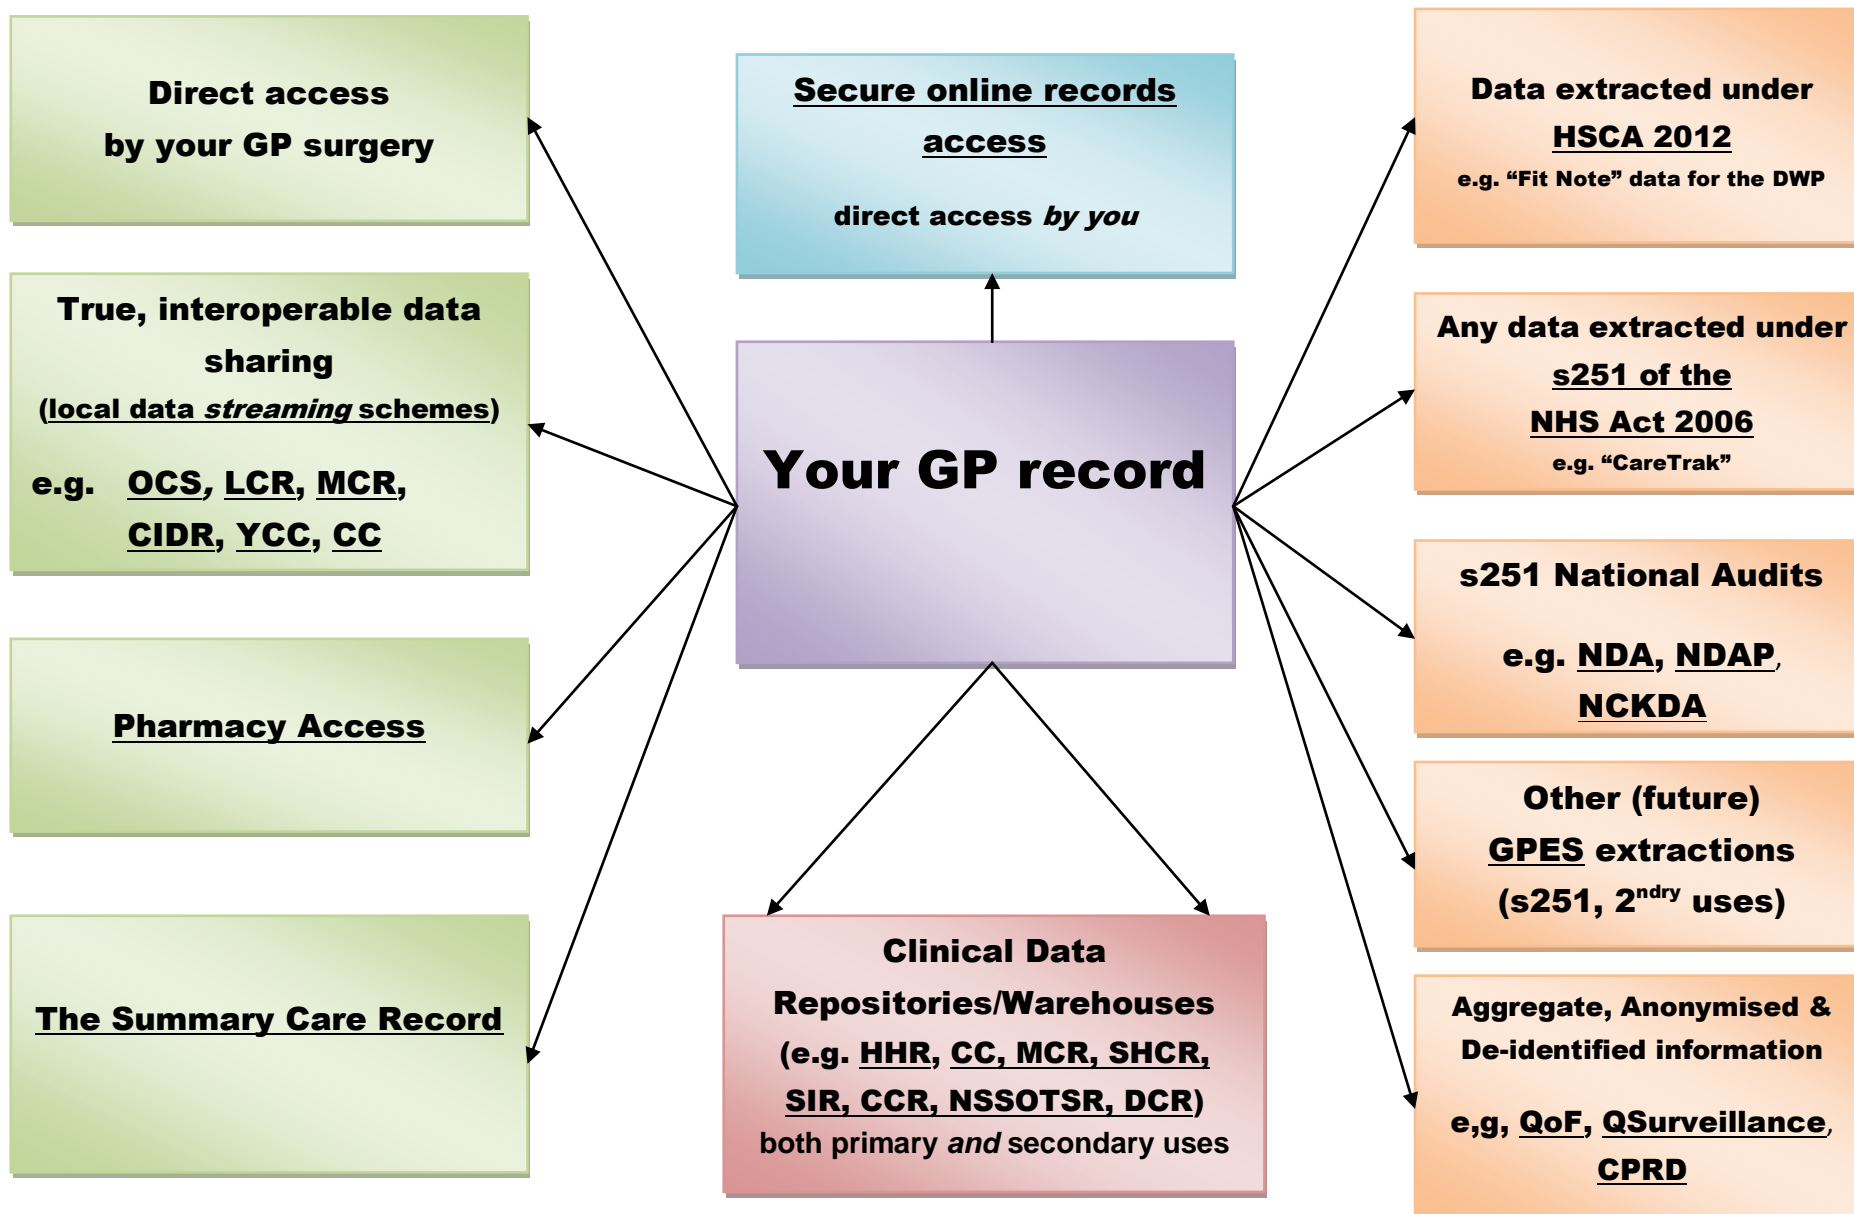 Direct access
by your GP surgery
True, interoperable data
sharing
(local data streaming schemes)
e.g. OCS, LCR, MCR,
CIDR, YCC, CC
Pharmacy Access
The Summary Care Record
Secure online records
access
direct access by you
Your GP record
Clinical Data
Repositories/Warehouses
(e.g. HHR, CC, MCR, SHCR,
SIR, CCR, NSSOTSR, DCR)
both primary and secondary uses
Data extracted under
HSCA 2012
e.g. “Fit Note” data for the DWP
Any data extracted under
s251 of the
NHS Act 2006
e.g. “CareTrak”
s251 National Audits
e.g. NDA, NDAP,
NCKDA
Other (future)
GPES extractions
(s251, 2ndry uses)
Aggregate, Anonymised &
De-identified information
e,g, QoF, QSurveillance,
CPRD